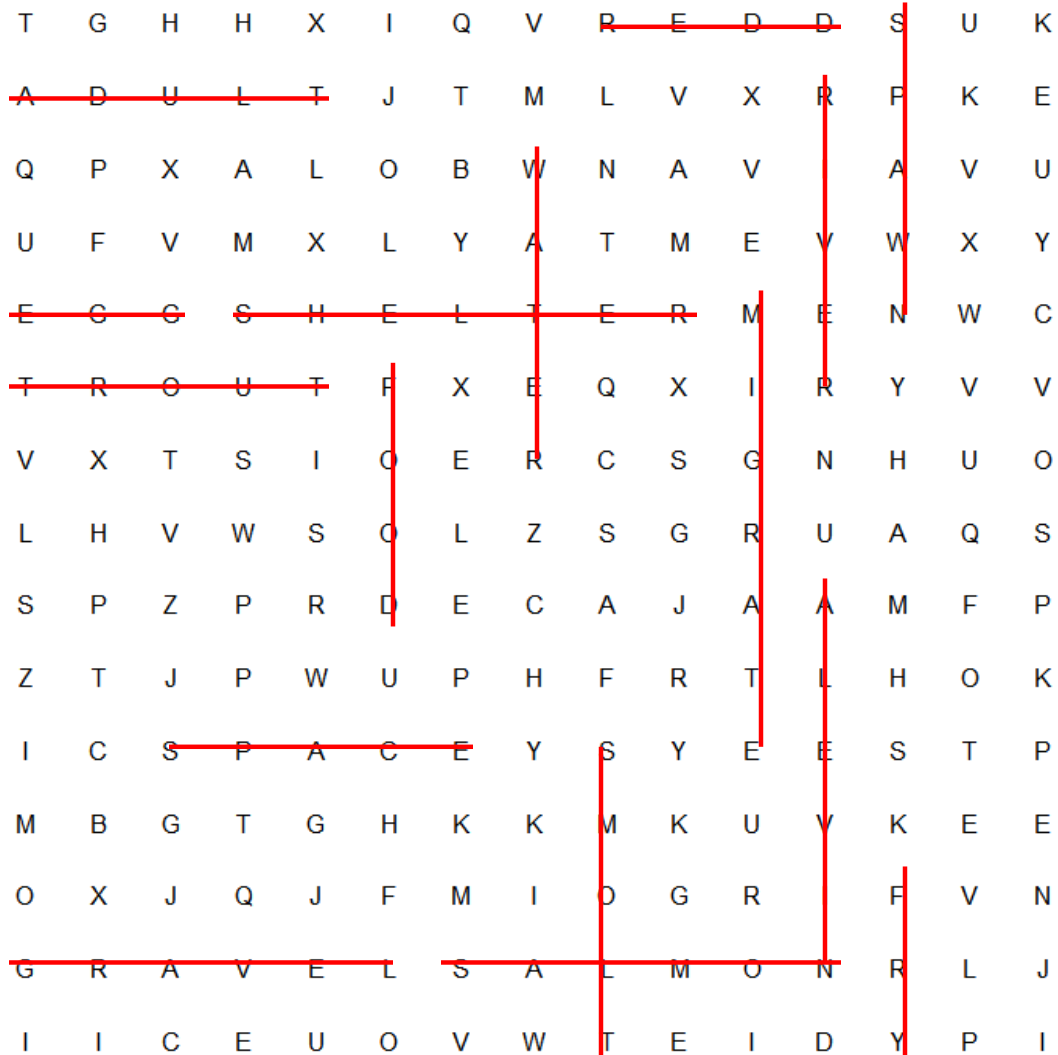 T G H H X I Q V R E D D S U K
A D U L T J T M L V X R P K E
Q P X A L O B W N A V I A V U
U F V M X L Y A T M E V W X Y
E G G S H E L T E R M E N W C
T R O U T F X E Q X I R Y V V
V X T S I O E R C S G N H U O
L H V W S O L Z S G R U A Q S
S P Z P R D E C A J A A M F P
Z T J P W U P H F R T L H O K
I C S P A C E Y S Y E E S T P
M B G T G H K K M K U V K E E
O X J Q J F M I O G R I F V N
G R A V E L S A L M O N R L J
I I C E U O V W T E I D Y P I